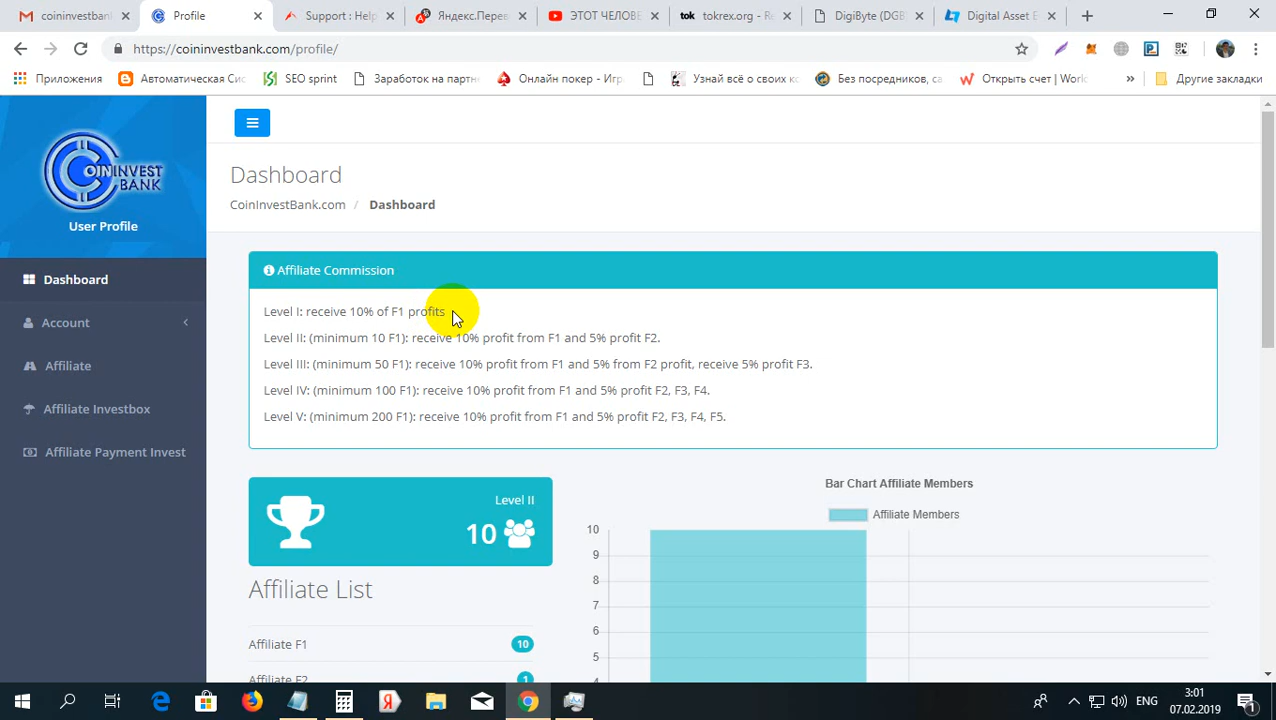 coininvestbank
Profile
Support : Help
Яндекс.Перев
ЭТОТ ЧЕЛОВЕ
tokrex.org - Re
DigiByte (DGB
Digital Asset E
https://coininvestbank.com/profile/
Приложения
Автоматическая Сис
SEO sprint
Заработок на партн
Онлайн покер - Игр
Узнай всё о своих к
Без посредников, са
Открыть счет | Worl
»
Другие закладки
COININVEST
BANK
User Profile
Dashboard
Account
Affiliate
Affiliate Investbox
Affiliate Payment Invest
Dashboard
CoinInvestBank.com / Dashboard
Affiliate Commission
Level I: receive 10% of F1 profits
Level II: (minimum 10 F1): receive 10% profit from F1 and 5% profit F2.
Level III: (minimum 50 F1): receive 10% profit from F1 and 5% from F2 profit, receive 5% profit F3.
Level IV: (minimum 100 F1): receive 10% profit from F1 and 5% profit F2, F3, F4.
Level V: (minimum 200 F1): receive 10% profit from F1 and 5% profit F2, F3, F4, F5.
Level II
10
Affiliate List
Affiliate F1 10
Affiliate F2 1
Bar Chart Affiliate Members
Affiliate Members
10
9
8
7
6
5
4
ENG
3:01
07.02.2019
1